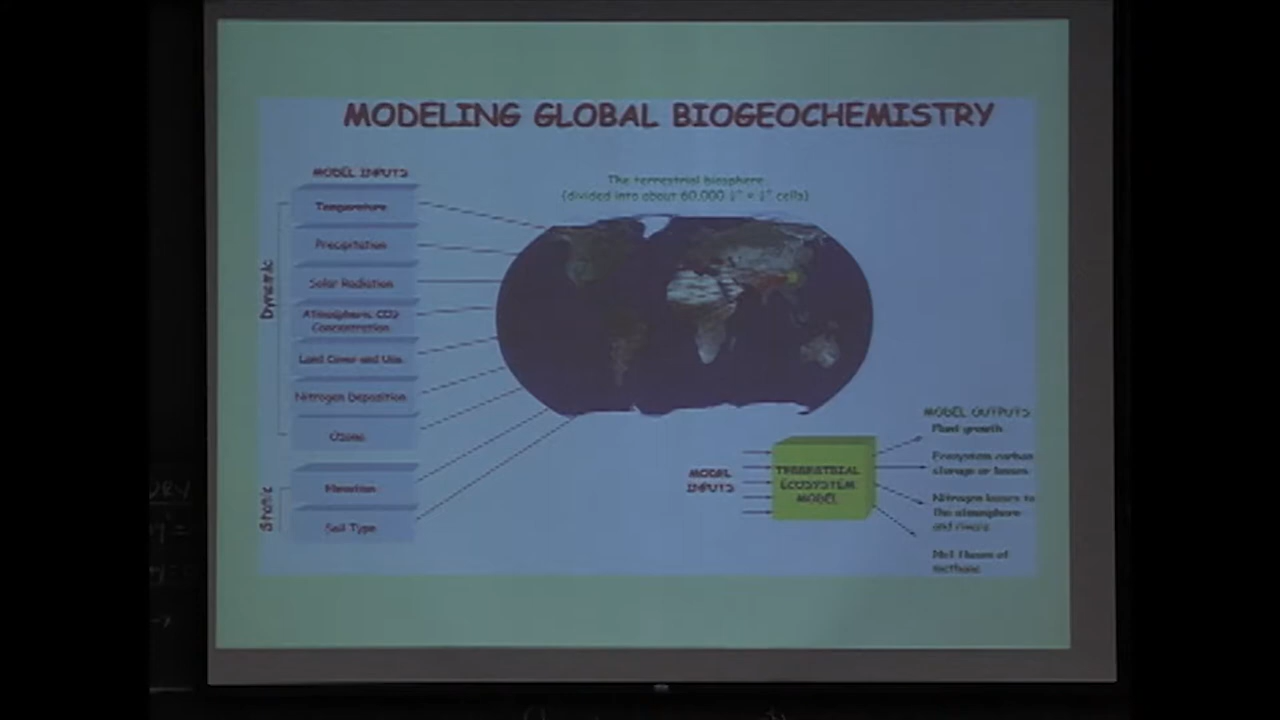 MODELING GLOBAL BIOGEOCHEMISTRY
MODEL INPUTS
The terrestrial biosphere
(divided into about 60,000 ½° × ½° cells)
Dynamic
Temperature
Precipitation
Solar Radiation
Atmospheric CO2
Concentration
Land Cover and Use
Nitrogen Deposition
Ozone
Static
Elevation
Soil Type
MODEL
INPUTS
TERRESTRIAL
ECOSYSTEM
MODEL
MODEL OUTPUTS
Plant growth
Ecosystem carbon
storage or losses
Nitrogen losses to
the atmosphere
and rivers
Net fluxes of
methane